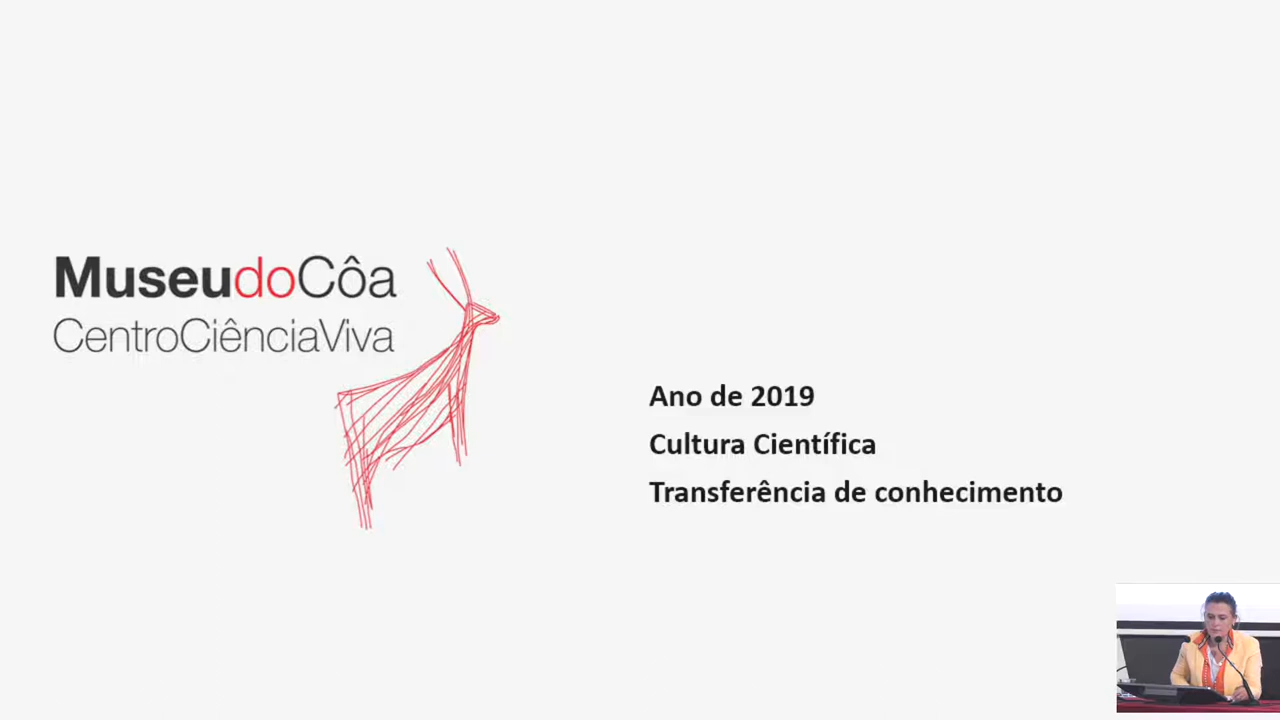 MuseudoCôa
CentroCiênciaViva
Ano de 2019
Cultura Científica
Transferência de conhecimento